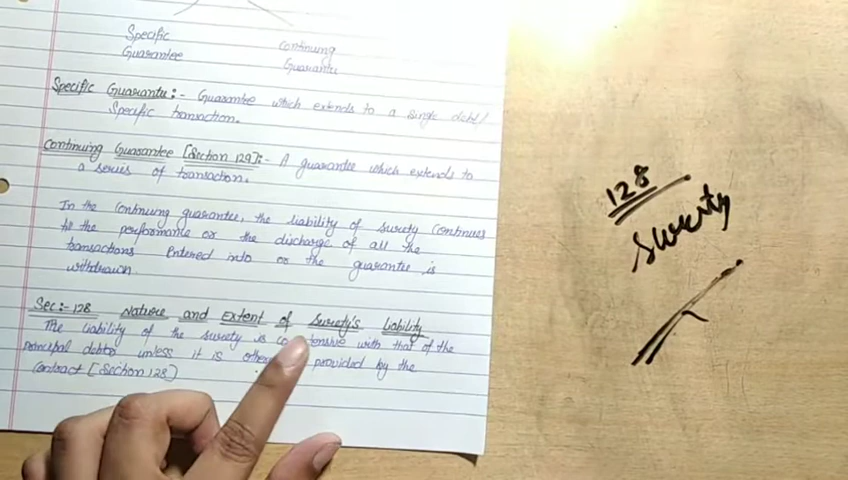 Specific
Guarantee
Continuing
Guarantee
Specific Guarantee:- Guarantee which extends to a single debt/
Specific transaction.
Continuing Guarantee [Section 129]:- A guarantee which extends to
a series of transaction.
In the Continuing guarantee, the liability of surety continues
to the performance or the discharge of all the
transactions Entered into or the guarantee is
withdrawn.
Sec:- 128 Nature and Extent of Surety's liability
The liability of the surety is with that of the
principal debtor unless it is provided by the
Contract [Section 128]
128
Surety